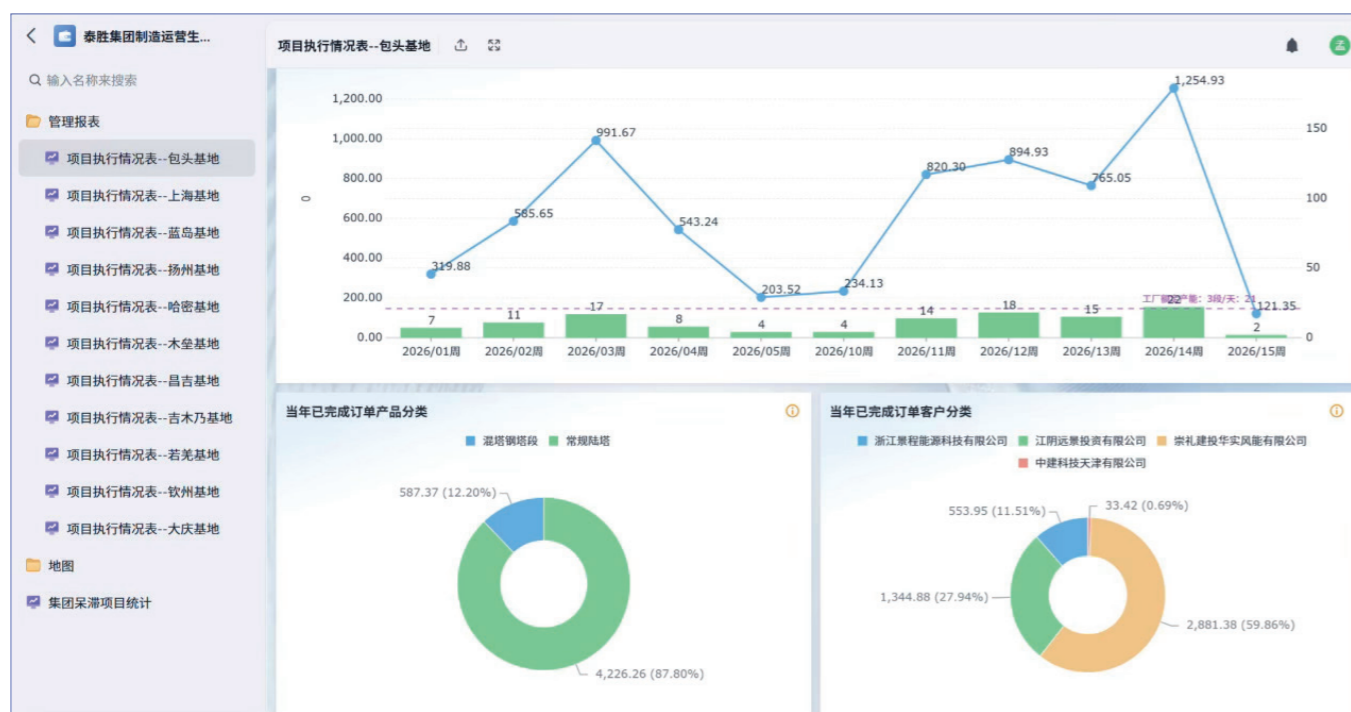 泰胜集团制造运营生...
输入名称来搜索
管理报表
项目执行情况表--包头基地
项目执行情况表--上海基地
项目执行情况表--蓝岛基地
项目执行情况表--扬州基地
项目执行情况表--哈密基地
项目执行情况表--木垒基地
项目执行情况表--昌吉基地
项目执行情况表--吉木乃基地
项目执行情况表--若羌基地
项目执行情况表--钦州基地
项目执行情况表--大庆基地
地图
集团呆滞项目统计
项目执行情况表--包头基地
孟
1,200.00
1,000.00
800.00
600.00
400.00
200.00
0.00
0
150
100
50
0
319.88
585.65
991.67
543.24
203.52
234.13
820.30
894.93
765.05
1,254.93
121.35
7
11
17
8
4
4
14
18
15
22
2
2026/01周
2026/02周
2026/03周
2026/04周
2026/05周
2026/10周
2026/11周
2026/12周
2026/13周
2026/14周
2026/15周
当年已完成订单产品分类
混塔钢塔段 常规陆塔
587.37 (12.20%)
4,226.26 (87.80%)
当年已完成订单客户分类
浙江景程能源科技有限公司 江阴远景投资有限公司 崇礼建投华实风能有限公司
中建科技天津有限公司
553.95 (11.51%)
33.42 (0.69%)
1,344.88 (27.94%)
2,881.38 (59.86%)